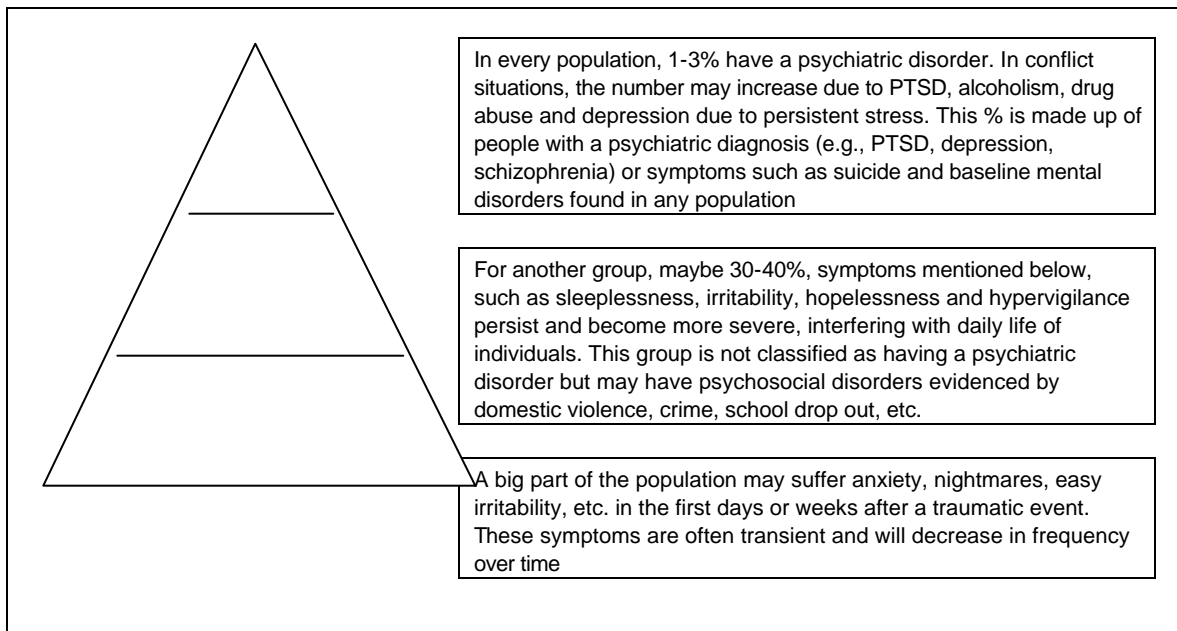 In every population, 1-3% have a psychiatric disorder. In conflict
situations, the number may increase due to PTSD, alcoholism, drug
abuse and depression due to persistent stress. This % is made up of
people with a psychiatric diagnosis (e.g., PTSD, depression,
schizophrenia) or symptoms such as suicide and baseline mental
disorders found in any population
For another group, maybe 30-40%, symptoms mentioned below,
such as sleeplessness, irritability, hopelessness and hypervigilance
persist and become more severe, interfering with daily life of
individuals. This group is not classified as having a psychiatric
disorder but may have psychosocial disorders evidenced by
domestic violence, crime, school drop out, etc.
A big part of the population may suffer anxiety, nightmares, easy
irritability, etc. in the first days or weeks after a traumatic event.
These symptoms are often transient and will decrease in frequency
over time